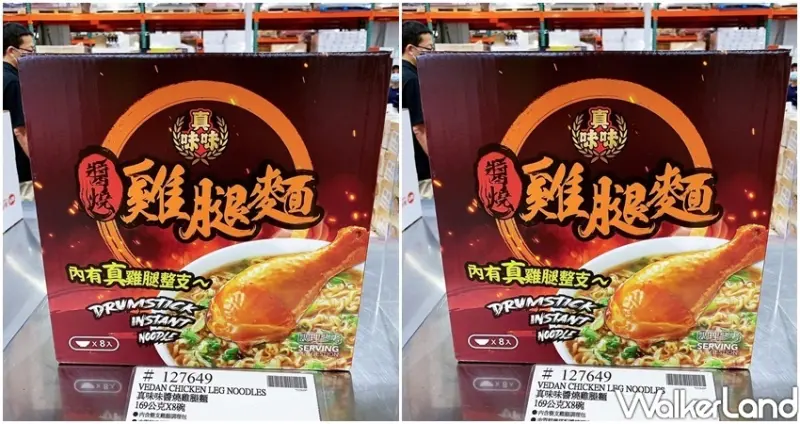 真
味味
醬燒
雞腿麵
內有真雞腿整支～
DRUMSTICK
INSTANT
NOODLE
x 8入
SERVING
# 127649
VEDAN CHICKEN LEG NOODLES
真味味醬燒雞腿麵
169公克X8碗
真
味味
醬燒
雞腿麵
內有真雞腿整支～
DRUMSTICK
INSTANT
NOODLE
x 8入
SERVING
# 127649
VEDAN CHICKEN LEG NOODLES
真味味醬燒雞腿麵
169公克X8碗
WalkerLand